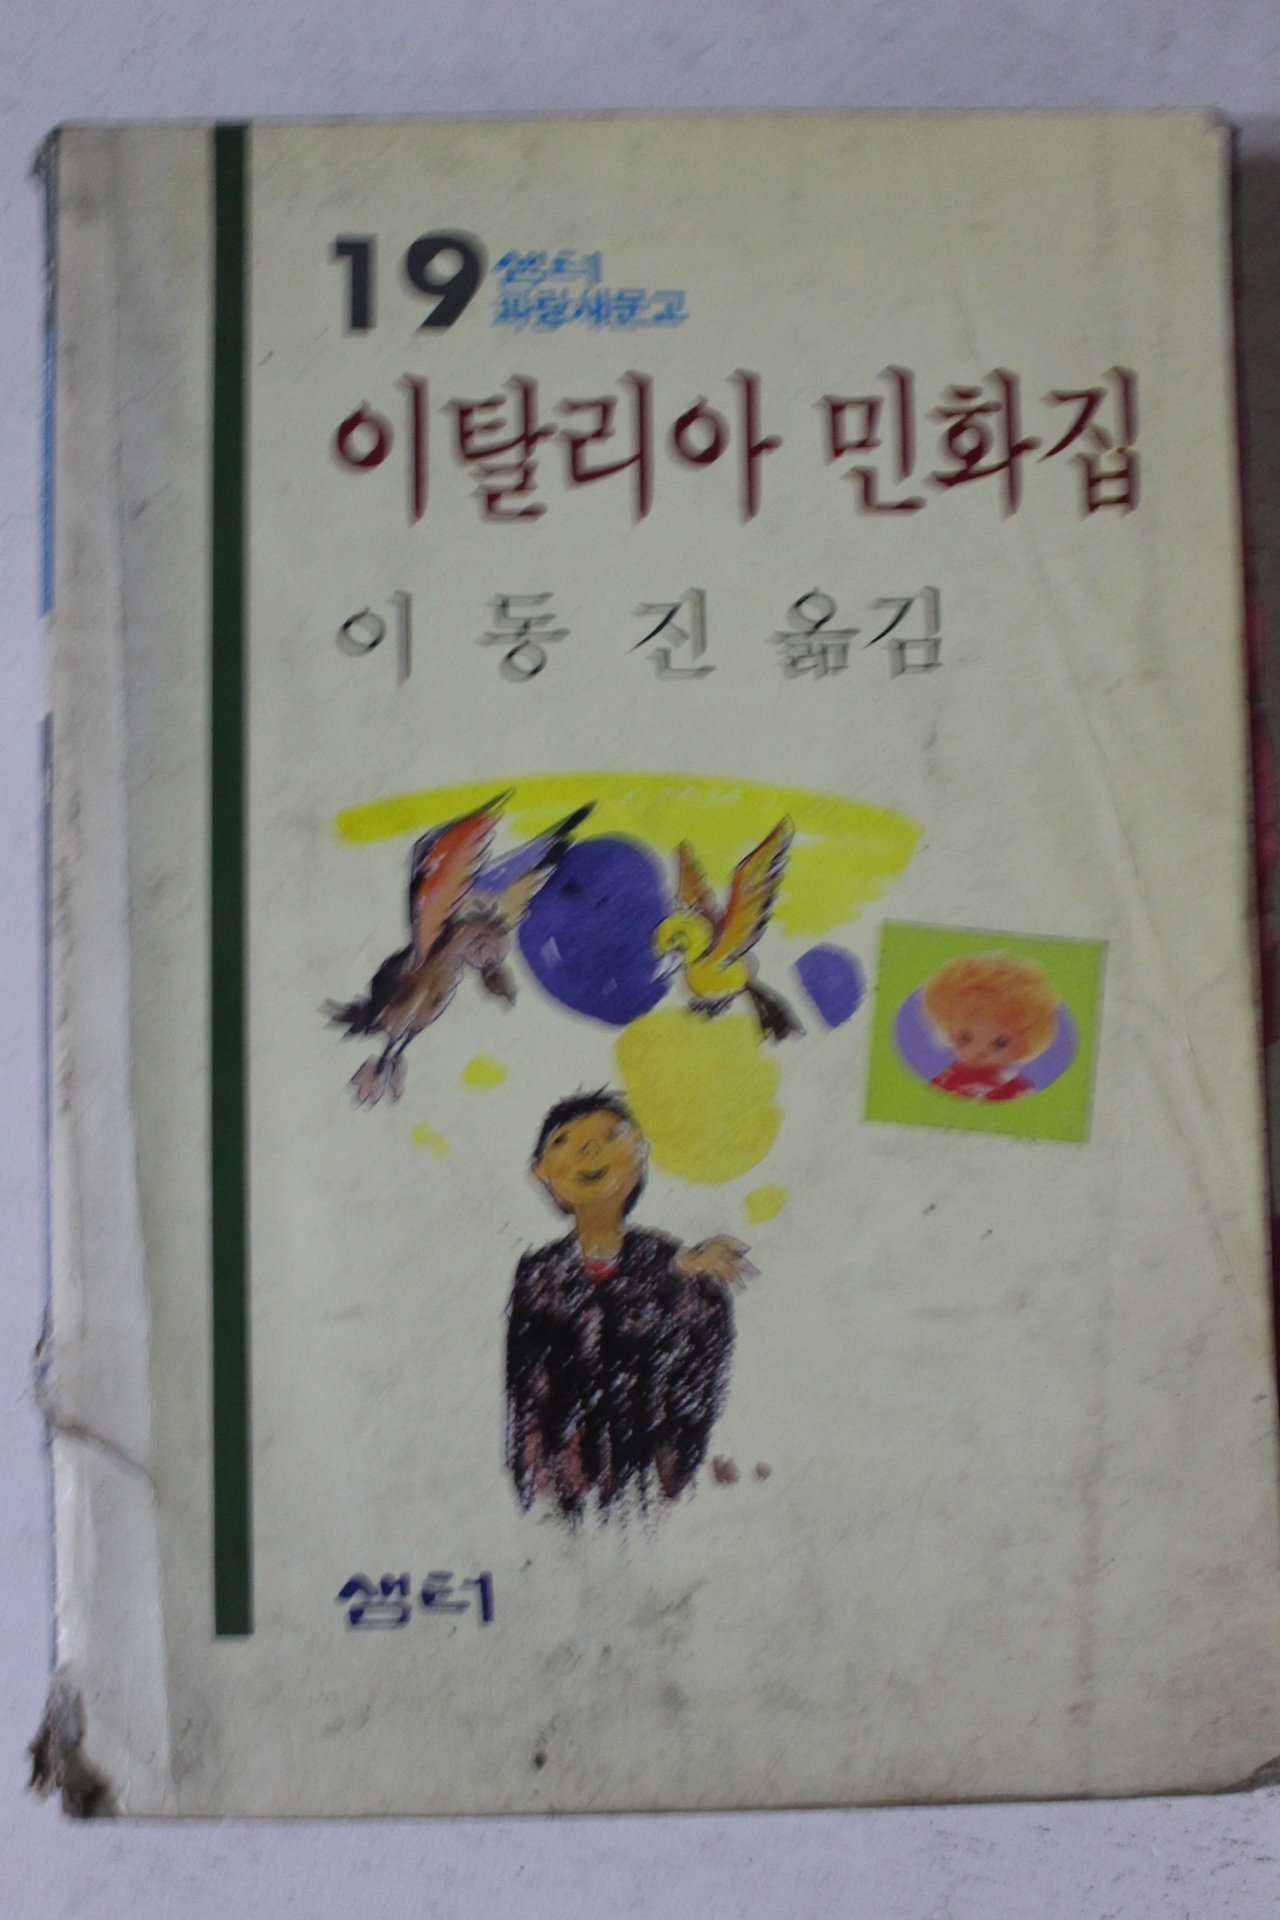 19 샘터
파랑새문고
이탈리아 민화집
이 동 진 옮김
샘터